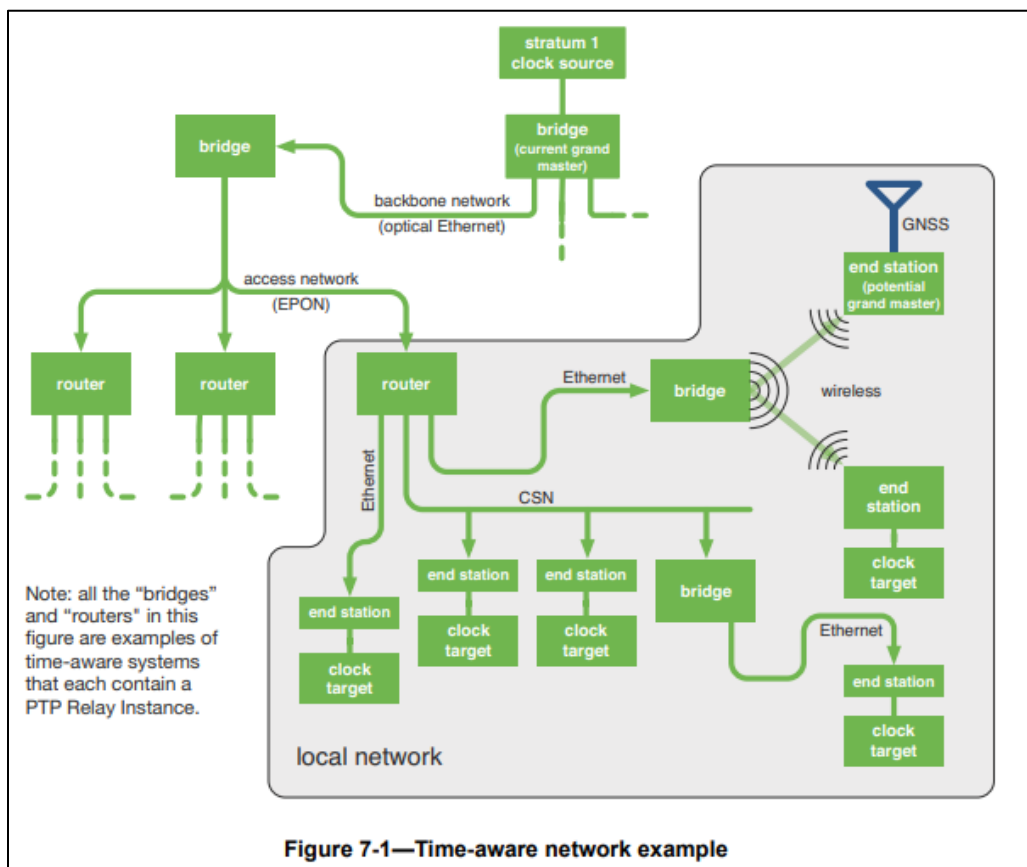 stratum 1
clock source
bridge
(current grand
master)
bridge
backbone network
(optical Ethernet)
GNSS
end station
(potential
grand master)
access network
(EPON)
router
router
router
Ethernet
bridge
wireless
Ethernet
CSN
end
station
clock
target
end station
clock
target
end station
clock
target
bridge
end station
clock
target
Ethernet
end station
clock
target
Note: all the “bridges”
and “routers" in this
figure are examples of
time-aware systems
that each contain a
PTP Relay Instance.
local network
Figure 7-1—Time-aware network example